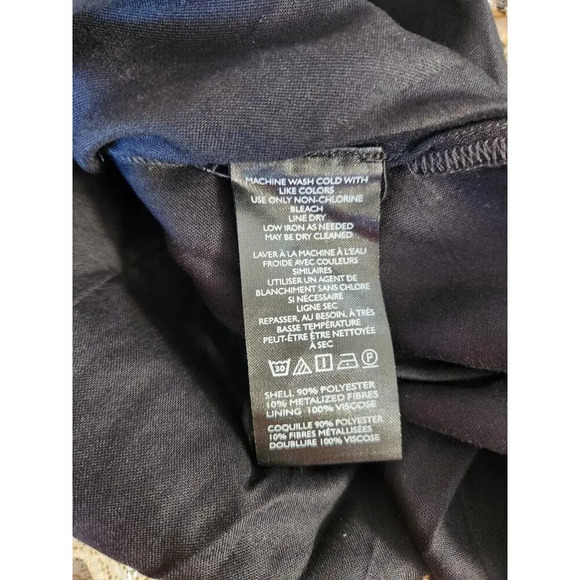 MACHINE WASH COLD WITH
LIKE COLORS
USE ONLY NON-CHLORINE
BLEACH
LINE DRY
LOW IRON AS NEEDED
MAY BE DRY CLEANED
LAVER À LA MACHINE À L'EAU
FROIDE AVEC COULEURS
SIMILAIRES
UTILISER UN AGENT DE
BLANCHIMENT SANS CHLORE
SI NÉCESSAIRE
LIGNE SEC
REPASSER, AU BESOIN, À TRÈS
BASSE TEMPÉRATURE
PEUT-ÊTRE ÊTRE NETTOYÉE
À SEC
30 P
SHELL 90% POLYESTER
10% METALIZED FIBRES
LINING 100% VISCOSE
COQUILLE 90% POLYESTER
10% FIBRES MÉTALLISÉES
DOUBLURE 100% VISCOSE